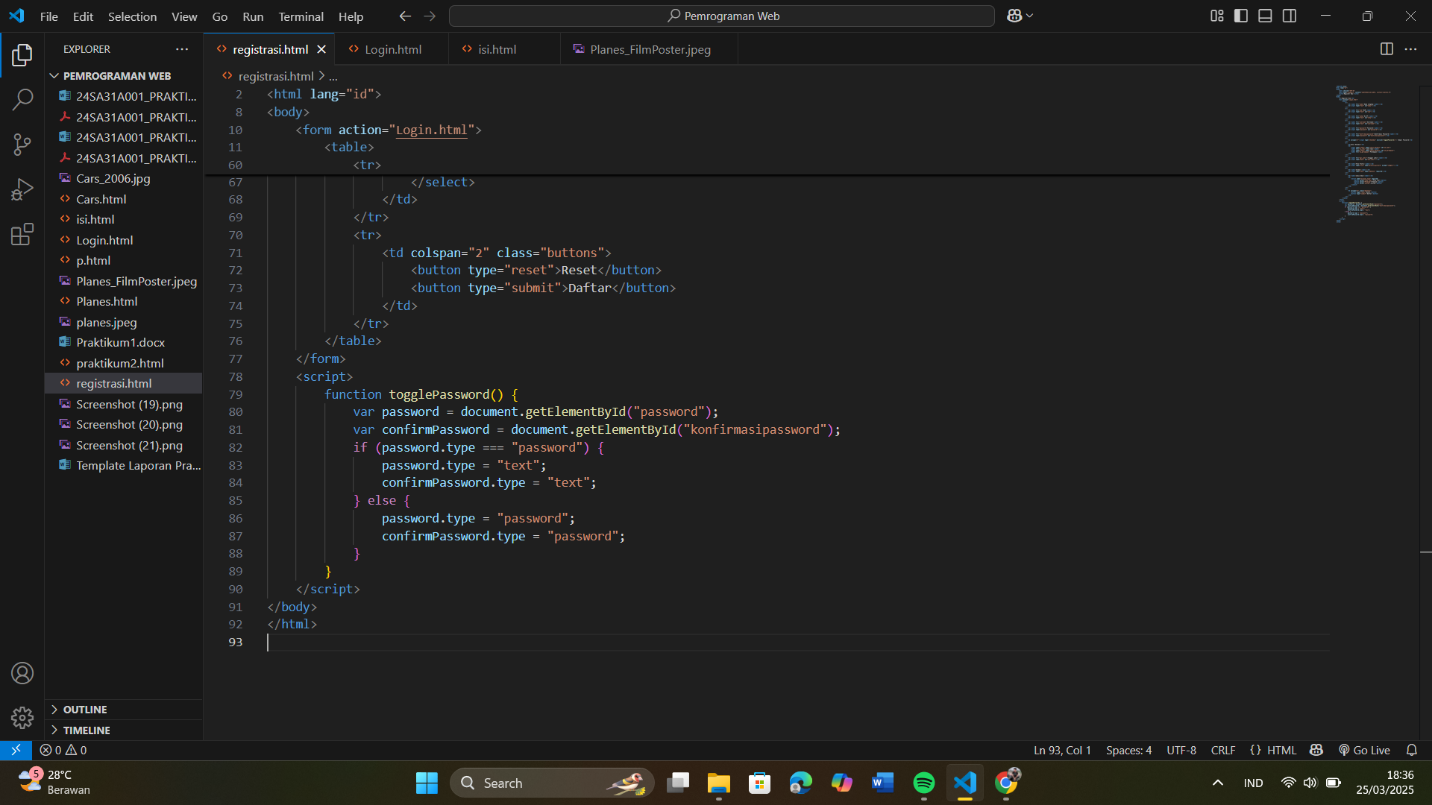 File Edit Selection View Go Run Terminal Help
Pemrograman Web
EXPLORER
registrasi.html
Login.html
isi.html
Planes_FilmPoster.jpeg
PEMROGRAMAN WEB
24SA31A001_PRAKTI...
24SA31A001_PRAKTI...
24SA31A001_PRAKTI...
24SA31A001_PRAKTI...
Cars_2006.jpg
Cars.html
isi.html
Login.html
p.html
Planes_FilmPoster.jpeg
Planes.html
planes.jpeg
Praktikum1.docx
praktikum2.html
registrasi.html
Screenshot (19).png
Screenshot (20).png
Screenshot (21).png
Template Laporan Pra...
OUTLINE
TIMELINE
registrasi.html > ...
2 <html lang="id">
8 <body>
10 <form action="Login.html">
11 <table>
60 <tr>
67 </select>
68 </td>
69 </tr>
70 <tr>
71 <td colspan="2" class="buttons">
72 <button type="reset">Reset</button>
73 <button type="submit">Daftar</button>
74 </td>
75 </tr>
76 </table>
77 </form>
78 <script>
79 function togglePassword() {
80 var password = document.getElementById("password");
81 var confirmPassword = document.getElementById("konfirmasipassword");
82 if (password.type === "password") {
83 password.type = "text";
84 confirmPassword.type = "text";
85 } else {
86 password.type = "password";
87 confirmPassword.type = "password";
88 }
89 }
90 </script>
91 </body>
92 </html>
93
0 0
Ln 93, Col 1 Spaces: 4 UTF-8 CRLF {} HTML Go Live
5
28°C
Berawan
Search
IND
18:36
25/03/2025